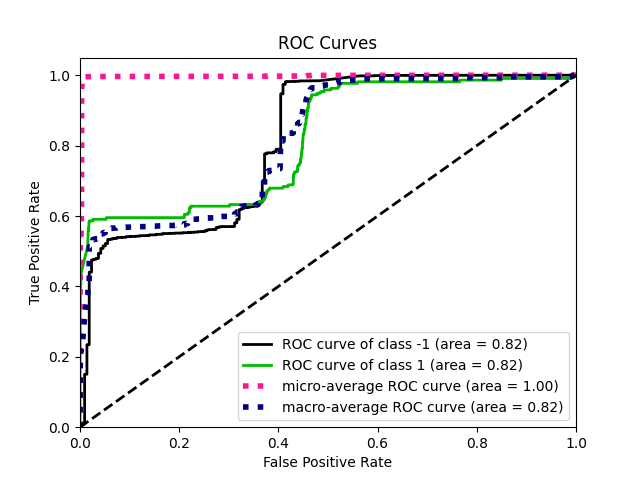 ROC Curves
1.0
0.8
0.6
0.4
0.2
0.0
True Positive Rate
ROC curve of class -1 (area = 0.82)
ROC curve of class 1 (area = 0.82)
micro-average ROC curve (area = 1.00)
macro-average ROC curve (area = 0.82)
0.0 0.2 0.4 0.6 0.8 1.0
False Positive Rate